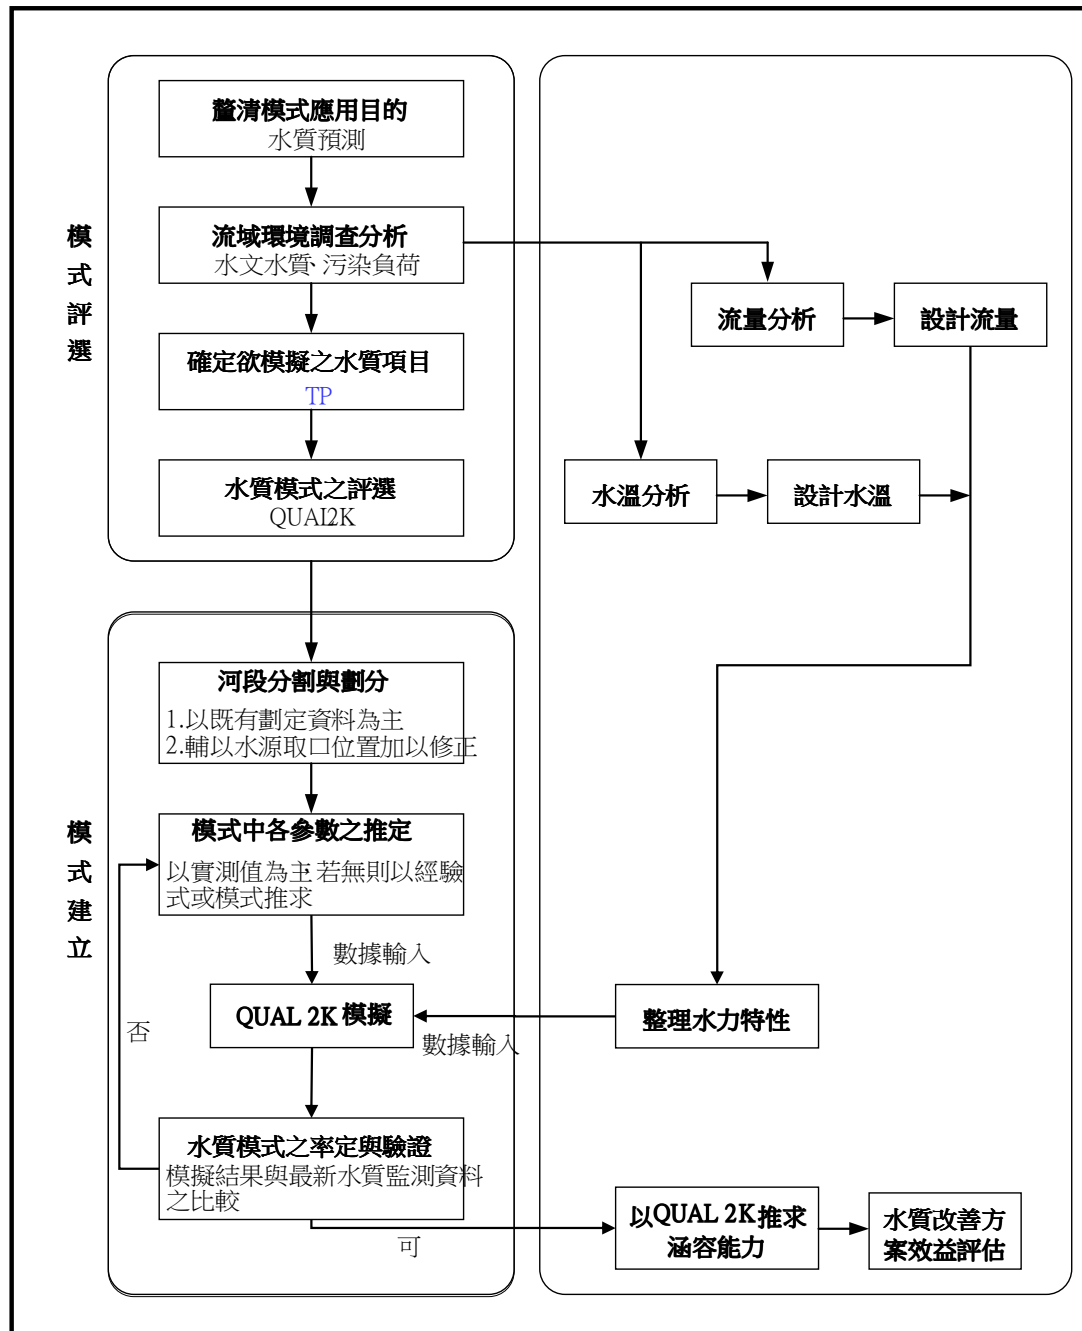 模式評選
釐清模式應用目的
水質預測
流域環境調查分析
水文水質、污染負荷
確定欲模擬之水質項目
TP
水質模式之評選
QUAL2K
流量分析
設計流量
水溫分析
設計水溫
模式建立
河段分割與劃分
1.以既有劃定資料為主
2.輔以水源取口位置加以修正
模式中各參數之推定
以實測值為主,若無則以經驗
式或模式推求
數據輸入
QUAL 2K 模擬
數據輸入
整理水力特性
否
水質模式之率定與驗證
模擬結果與最新水質監測資料
之比較
可
以QUAL 2K推求
涵容能力
水質改善方
案效益評估